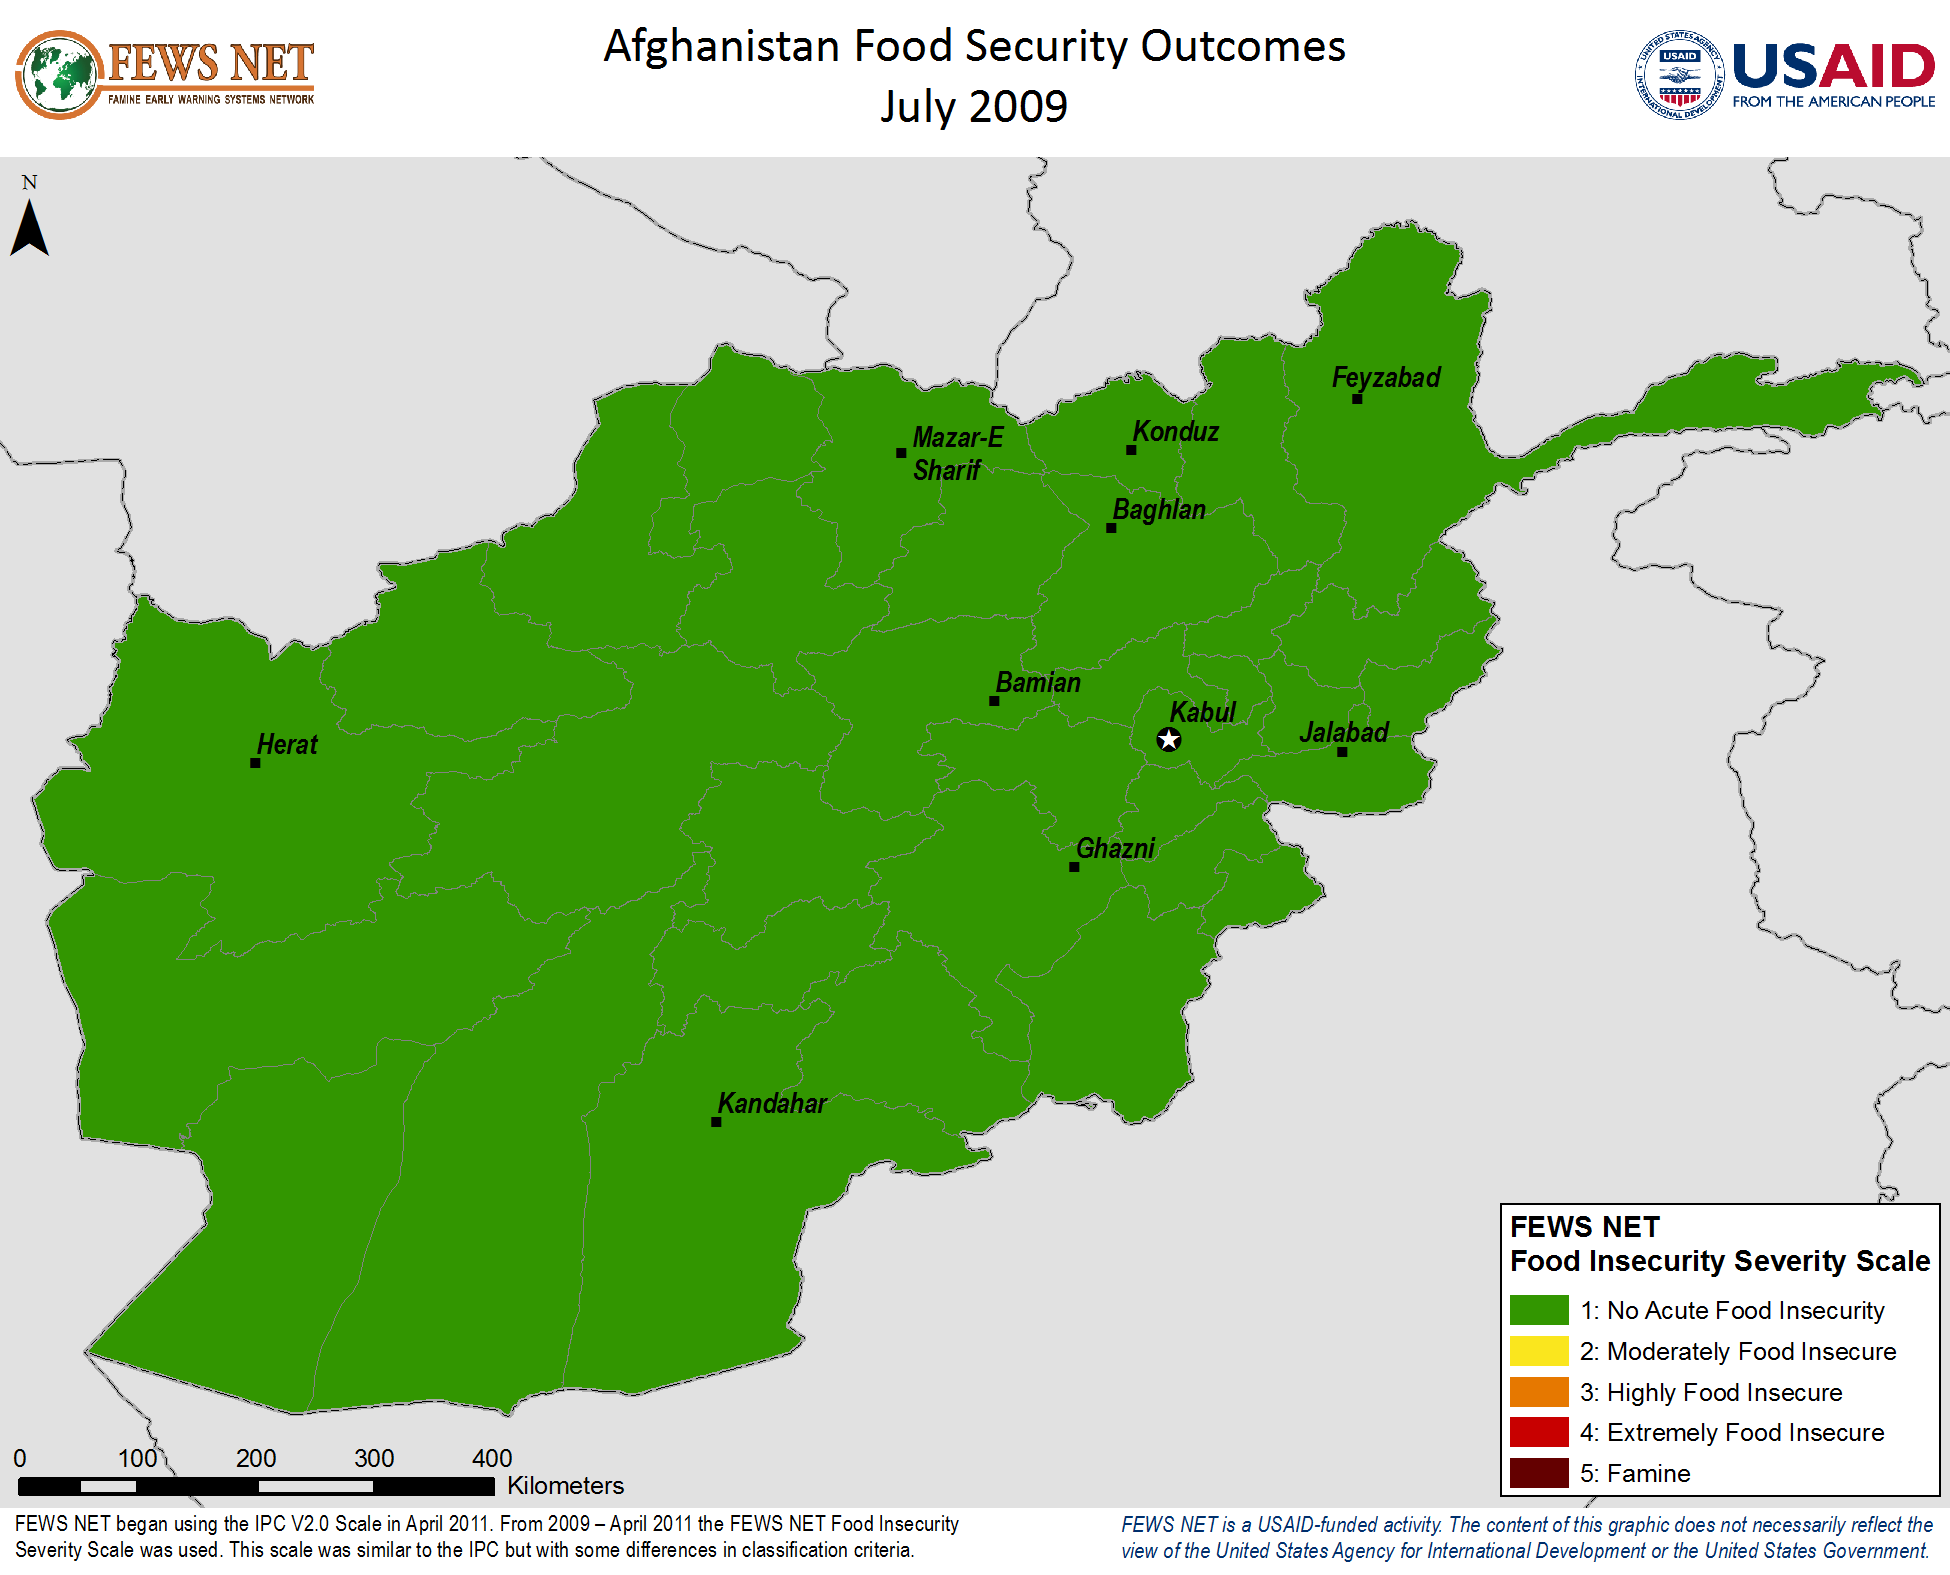 FEWS NET
FAMINE EARLY WARNING SYSTEMS NETWORK
Afghanistan Food Security Outcomes
July 2009
UNITED STATES AGENCY
USAID
INTERNATIONAL DEVELOPMENT
USAID
FROM THE AMERICAN PEOPLE
N
Feyzabad
Mazar-E
Sharif
Konduz
Baghlan
Bamian
Kabul
Herat
Jalabad
Ghazni
Kandahar
FEWS NET
Food Insecurity Severity Scale
1: No Acute Food Insecurity
2: Moderately Food Insecure
3: Highly Food Insecure
4: Extremely Food Insecure
5: Famine
0 100 200 300 400
Kilometers
FEWS NET began using the IPC V2.0 Scale in April 2011. From 2009 – April 2011 the FEWS NET Food Insecurity
Severity Scale was used. This scale was similar to the IPC but with some differences in classification criteria.
FEWS NET is a USAID-funded activity. The content of this graphic does not necessarily reflect the
view of the United States Agency for International Development or the United States Government.